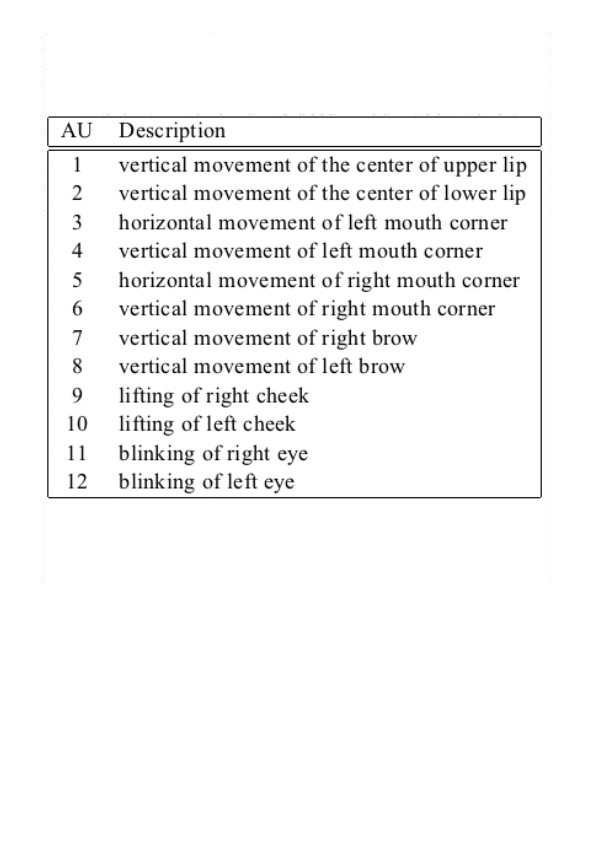 AU Description
1 vertical movement of the center of upper lip
2 vertical movement of the center of lower lip
3 horizontal movement of left mouth corner
4 vertical movement of left mouth corner
5 horizontal movement of right mouth corner
6 vertical movement of right mouth corner
7 vertical movement of right brow
8 vertical movement of left brow
9 lifting of right cheek
10 lifting of left cheek
11 blinking of right eye
12 blinking of left eye